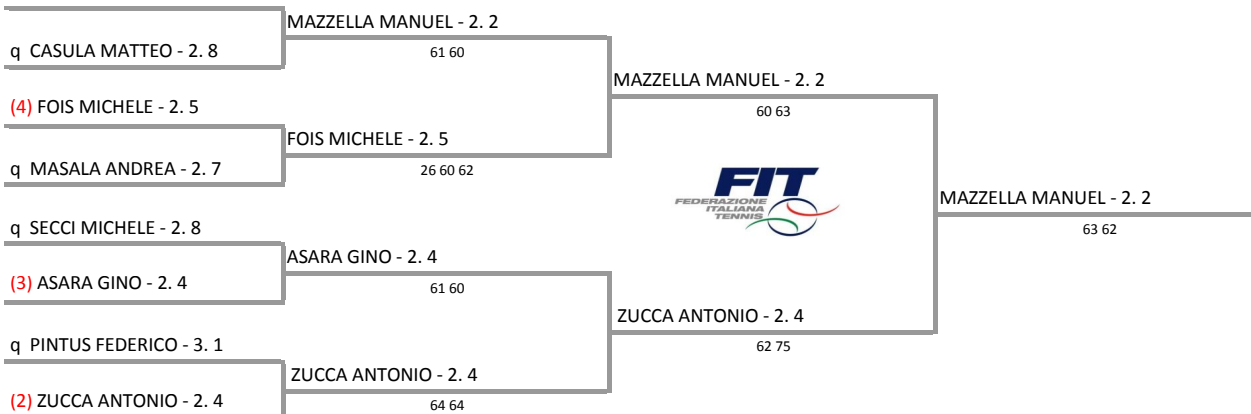 q CASULA MATTEO - 2. 8
(4) FOIS MICHELE - 2. 5
q MASALA ANDREA - 2. 7
q SECCI MICHELE - 2. 8
(3) ASARA GINO - 2. 4
q PINTUS FEDERICO - 3. 1
(2) ZUCCA ANTONIO - 2. 4
MAZZELLA MANUEL - 2. 2
61 60
FOIS MICHELE - 2. 5
26 60 62
ASARA GINO - 2. 4
61 60
ZUCCA ANTONIO - 2. 4
64 64
MAZZELLA MANUEL - 2. 2
60 63
FIT
FEDERAZIONE
ITALIANA
TENNIS
ZUCCA ANTONIO - 2. 4
62 75
MAZZELLA MANUEL - 2. 2
63 62